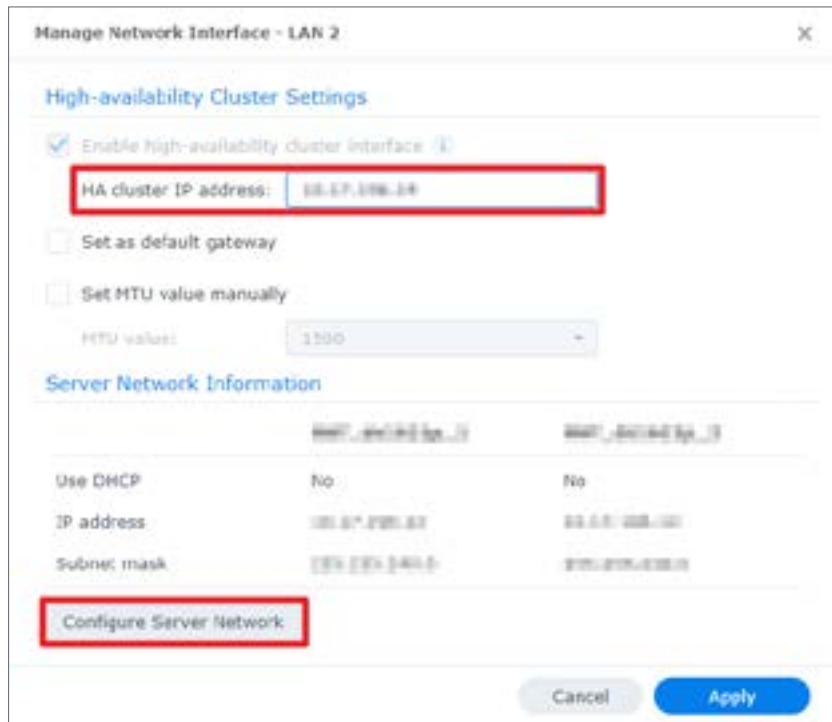 Manage Network Interface - LAN 2
High-availability Cluster Settings
Enable high-availability cluster interface
HA cluster IP address:
Set as default gateway
Set MTU value manually
MTU value: 1500
Server Network Information
Use DHCP No No
IP address
Subnet mask
Configure Server Network
Cancel Apply